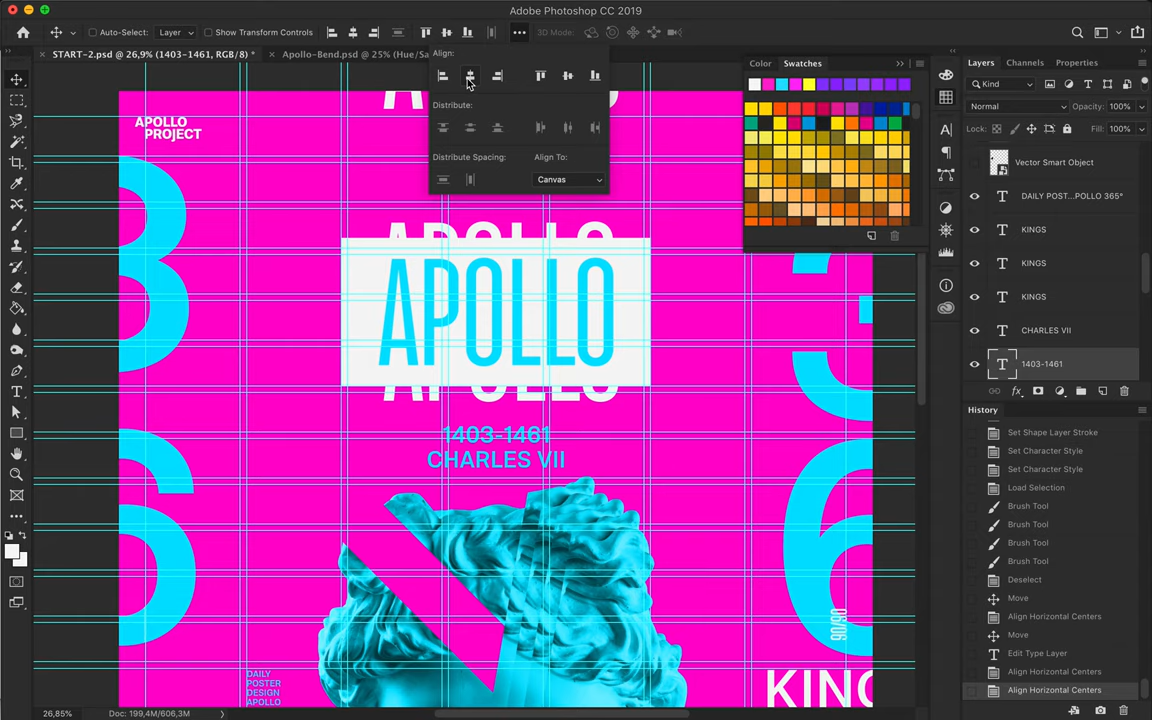 Adobe Photoshop CC 2019
Auto-Select:
Layer
Show Transform Controls
3D Mode:
START-2.psd @ 26,9% (1403-1461, RGB/8) *
Apollo-Bend.psd @ 25% (Hue/Sa
Align:
Distribute:
Distribute Spacing:
Align To:
Canvas
Color
Swatches
Layers
Channels
Properties
Kind
Normal
Opacity:
100%
Lock:
Fill:
100%
Vector Smart Object
DAILY POST...POLLO 365°
KINGS
KINGS
KINGS
CHARLES VII
1403-1461
History
Set Shape Layer Stroke
Set Character Style
Set Character Style
Load Selection
Brush Tool
Brush Tool
Brush Tool
Brush Tool
Deselect
Move
Align Horizontal Centers
Move
Edit Type Layer
Align Horizontal Centers
Align Horizontal Centers
APOLLO
PROJECT
APOLLO
APOLLO
APOLLO
1403-1461
CHARLES VII
3
6
6
06/06
DAILY
POSTER
DESIGN
APOLLO
KING
26,85%
Doc: 199,4M/606,3M